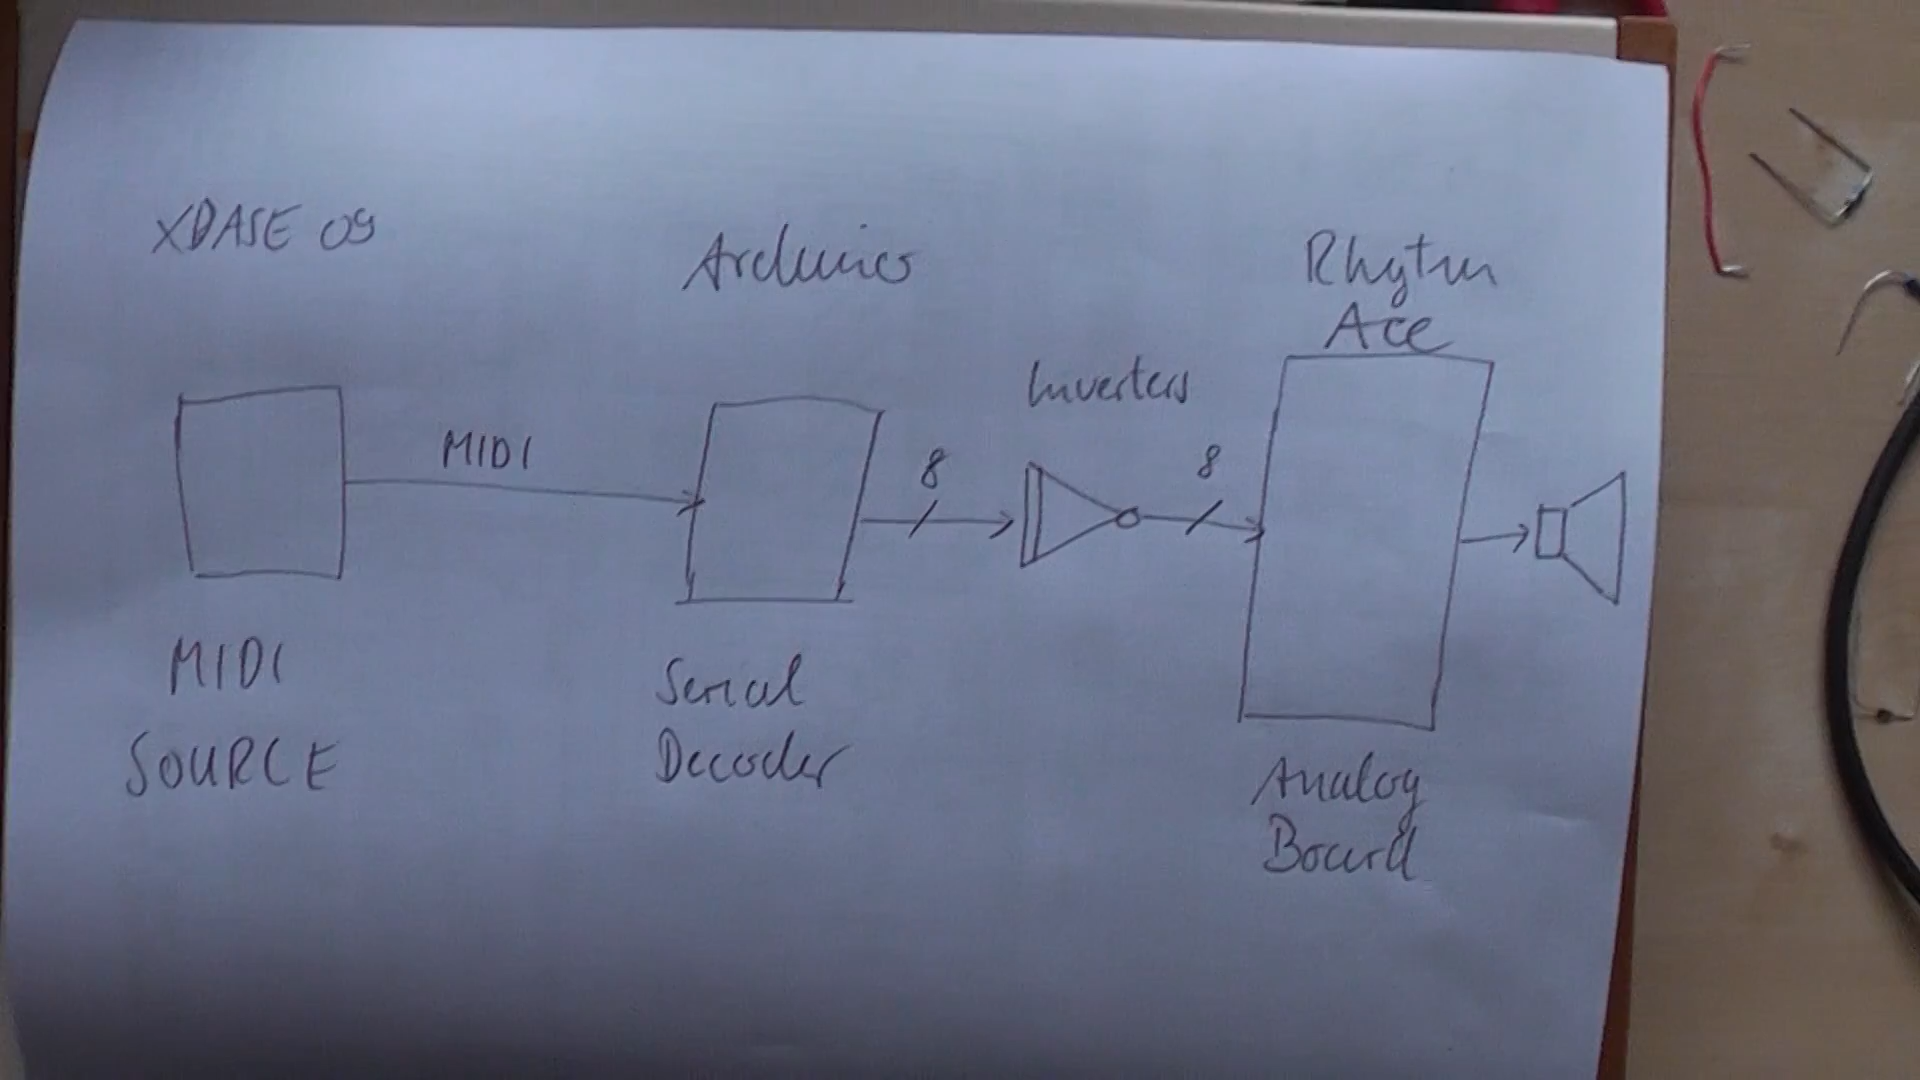 XBASE 09
Arduino
Rhythm
Ace
Inverters
MIDI
8
8
MIDI
SOURCE
Serial
Decoder
Analog
Board